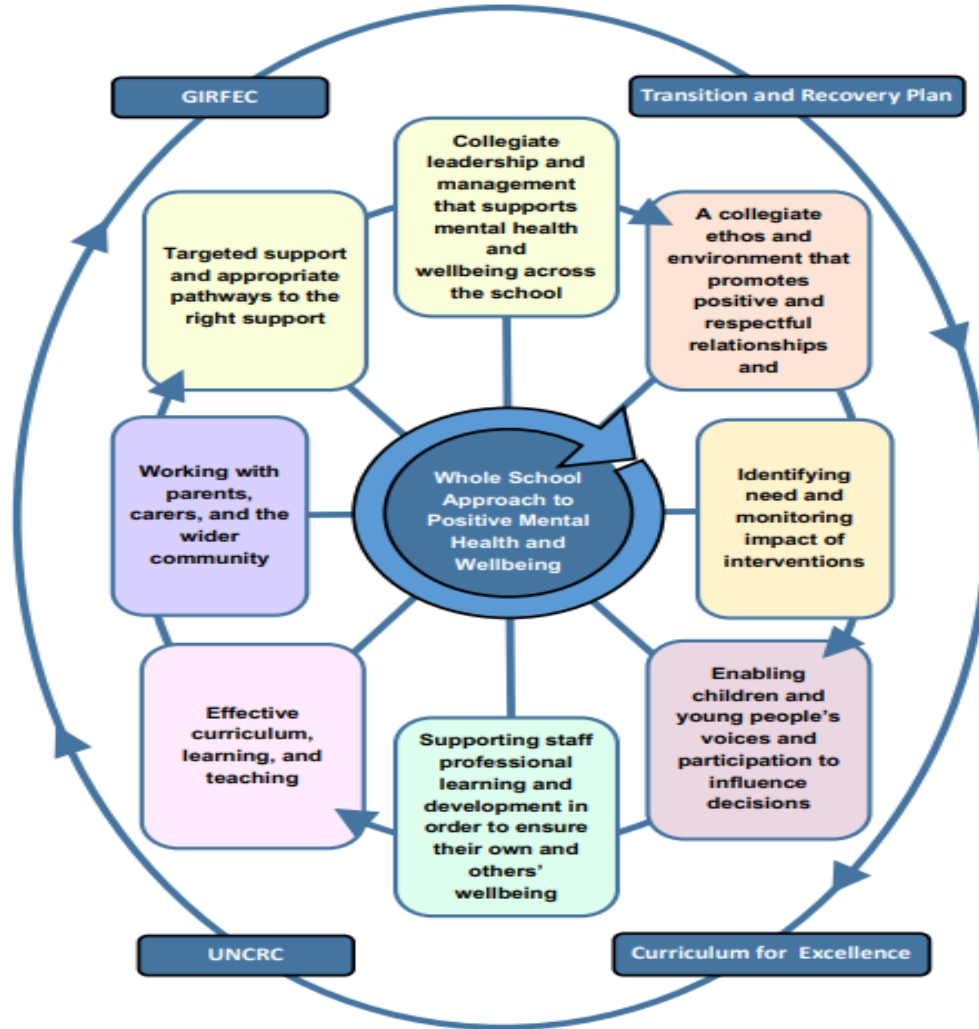 GIRFEC
Transition and Recovery Plan
Collegiate
leadership and
management
that supports
mental health
and
wellbeing across
the school
A collegiate
ethos and
environment that
promotes
positive and
respectful
relationships and
Identifying
need and
monitoring
impact of
interventions
Enabling
children and
young people’s
voices and
participation to
influence
decisions
Supporting staff
professional
learning and
development in
order to ensure
their own and
others’
wellbeing
Effective
curriculum,
learning, and
teaching
Working with
parents,
carers, and the
wider
community
Targeted support
and appropriate
pathways to the
right support
Whole School
Approach to
Positive Mental
Health and
Wellbeing
UNCRC
Curriculum for Excellence